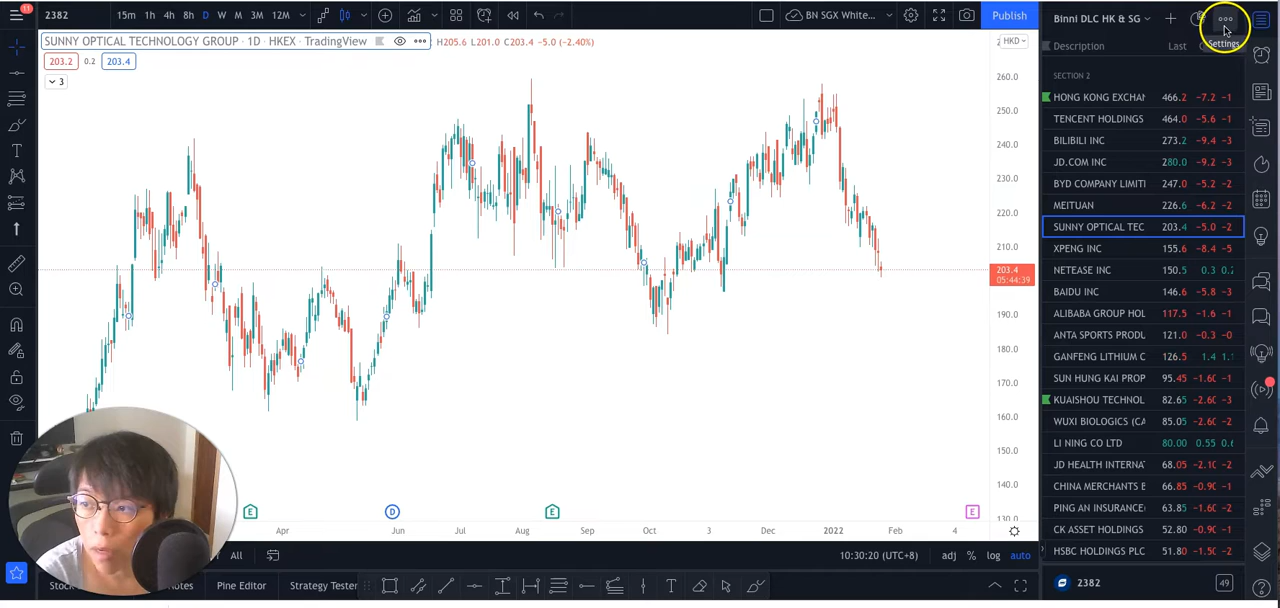 11
2382
15m 1h 4h 8h D W M 3M 12M
BN SGX White...
Publish
Binni DLC HK & SG
Settings
SUNNY OPTICAL TECHNOLOGY GROUP · 1D · HKEX · TradingView
H205.6 L201.0 C203.4 −5.0 (−2.40%)
HKD
203.2 0.2 203.4
3
260.0
250.0
240.0
230.0
220.0
210.0
203.4
05:44:39
190.0
180.0
170.0
160.0
150.0
140.0
130.0
Description Last
SECTION 2
HONG KONG EXCHAN 466.2 −7.2 −1
TENCENT HOLDINGS 464.0 −5.6 −1
BILIBILI INC 273.2 −9.4 −3
JD.COM INC 280.0 −9.2 −3
BYD COMPANY LIMITI 247.0 −5.2 −2
MEITUAN 226.6 −6.2 −2
SUNNY OPTICAL TEC 203.4 −5.0 −2
XPENG INC 155.6 −8.4 −5
NETEASE INC 150.5 0.3 0.2
BAIDU INC 146.6 −5.8 −3
ALIBABA GROUP HOL 117.5 −1.6 −1
ANTA SPORTS PRODU 121.0 −0.3 −0
GANFENG LITHIUM C 126.5 1.4 1.1
SUN HUNG KAI PROP 95.45 −1.60 −1
KUAISHOU TECHNOL 82.65 −2.60 −3
WUXI BIOLOGICS (CA 85.05 −2.60 −2
LI NING CO LTD 80.00 0.55 0.6
JD HEALTH INTERNA 68.05 −2.10 −2
CHINA MERCHANTS B 66.85 −0.90 −1
PING AN INSURANCE 63.85 −1.60 −2
CK ASSET HOLDINGS 52.80 −0.90 −1
HSBC HOLDINGS PLC 51.80 −1.50 −2
E D E E
Apr Jun Jul Aug Sep Oct 3 Dec 2022 Feb 4
All
10:30:20 (UTC+8) adj % log auto
Stock
Notes
Pine Editor
Strategy Tester
2382
49